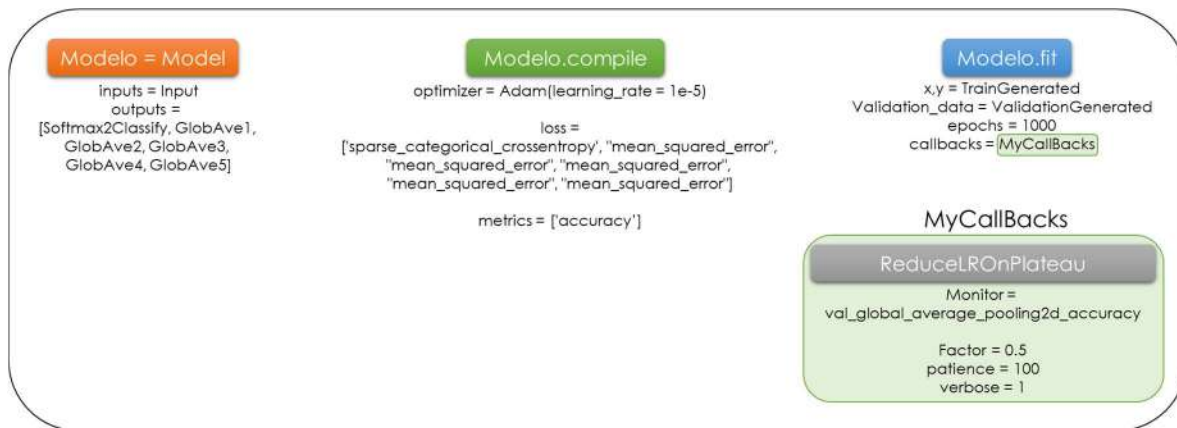 Modelo = Model
inputs = Input
outputs =
[Softmax2Classify, GlobAve1,
GlobAve2, GlobAve3,
GlobAve4, GlobAve5]
Modelo.compile
optimizer = Adam(learning_rate = 1e-5)
loss =
['sparse_categorical_crossentropy', "mean_squared_error",
"mean_squared_error", "mean_squared_error",
"mean_squared_error", "mean_squared_error"]
metrics = ['accuracy']
Modelo.fit
x,y = TrainGenerated
Validation_data = ValidationGenerated
epochs = 1000
callbacks = MyCallBacks
MyCallBacks
ReduceLROnPlateau
Monitor =
val_global_average_pooling2d_accuracy
Factor = 0.5
patience = 100
verbose = 1